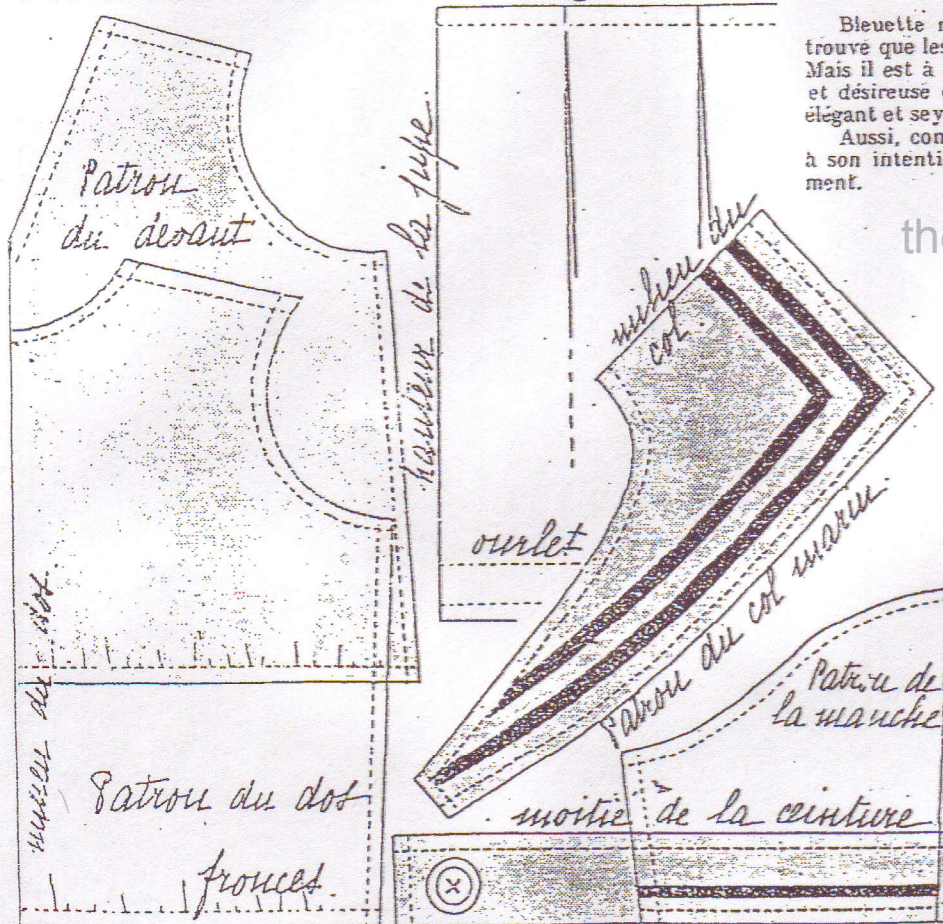 Bleuette
trouvé que les
Mais il est à
et désireuse
élégant et sey
Aussi, con
à son intenti
ment.
the
Patron
du devant.
hauteur de la jupe.
milieu du
col
ourlet
Patron du col marin.
milieu du dos.
Patron de
la manche
Patron du dos
fronces.
moitié de la ceinture